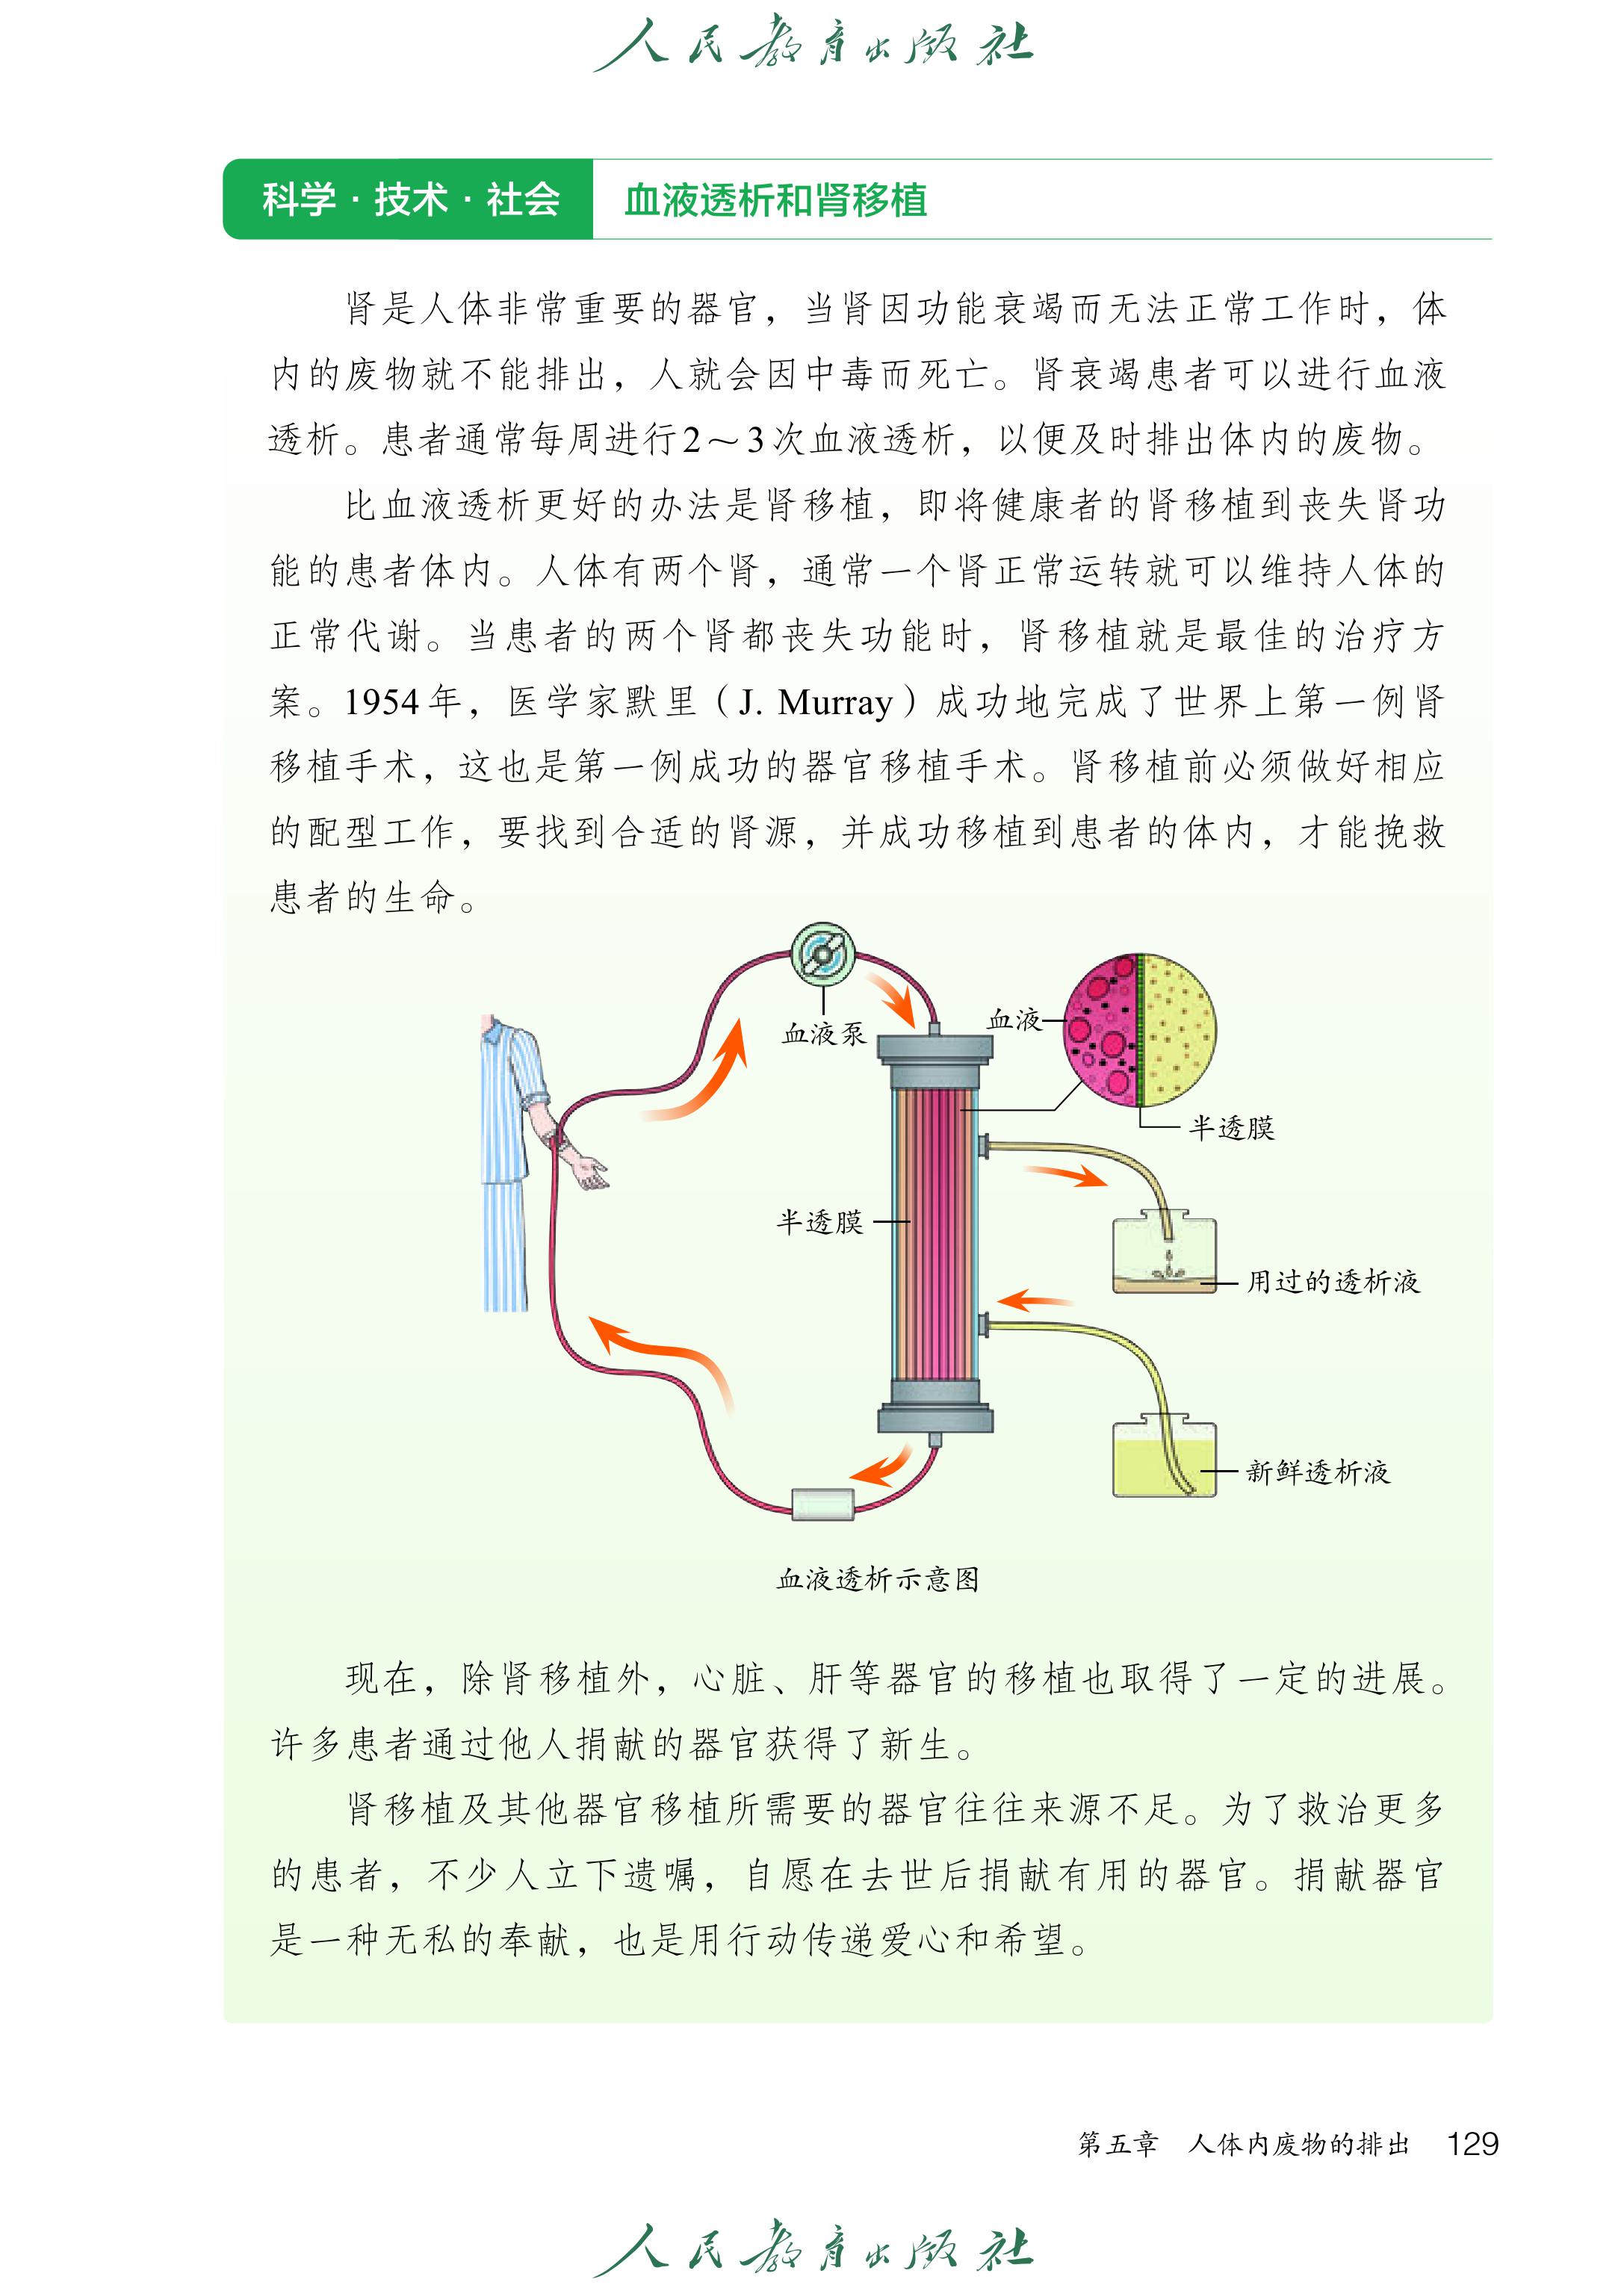 人民教育出版社
科学·技术·社会 血液透析和肾移植
肾是人体非常重要的器官，当肾因功能衰竭而无法正常工作时，体
内的废物就不能排出，人就会因中毒而死亡。肾衰竭患者可以进行血液
透析。患者通常每周进行2～3次血液透析，以便及时排出体内的废物。
比血液透析更好的办法是肾移植，即将健康者的肾移植到丧失肾功
能的患者体内。人体有两个肾，通常一个肾正常运转就可以维持人体的
正常代谢。当患者的两个肾都丧失功能时，肾移植就是最佳的治疗方
案。1954年，医学家默里（J. Murray）成功地完成了世界上第一例肾
移植手术，这也是第一例成功的器官移植手术。肾移植前必须做好相应
的配型工作，要找到合适的肾源，并成功移植到患者的体内，才能挽救
患者的生命。
血液泵
血液
半透膜
半透膜
用过的透析液
新鲜透析液
血液透析示意图
现在，除肾移植外，心脏、肝等器官的移植也取得了一定的进展。
许多患者通过他人捐献的器官获得了新生。
肾移植及其他器官移植所需要的器官往往来源不足。为了救治更多
的患者，不少人立下遗嘱，自愿在去世后捐献有用的器官。捐献器官
是一种无私的奉献，也是用行动传递爱心和希望。
第五章 人体内废物的排出 129
人民教育出版社